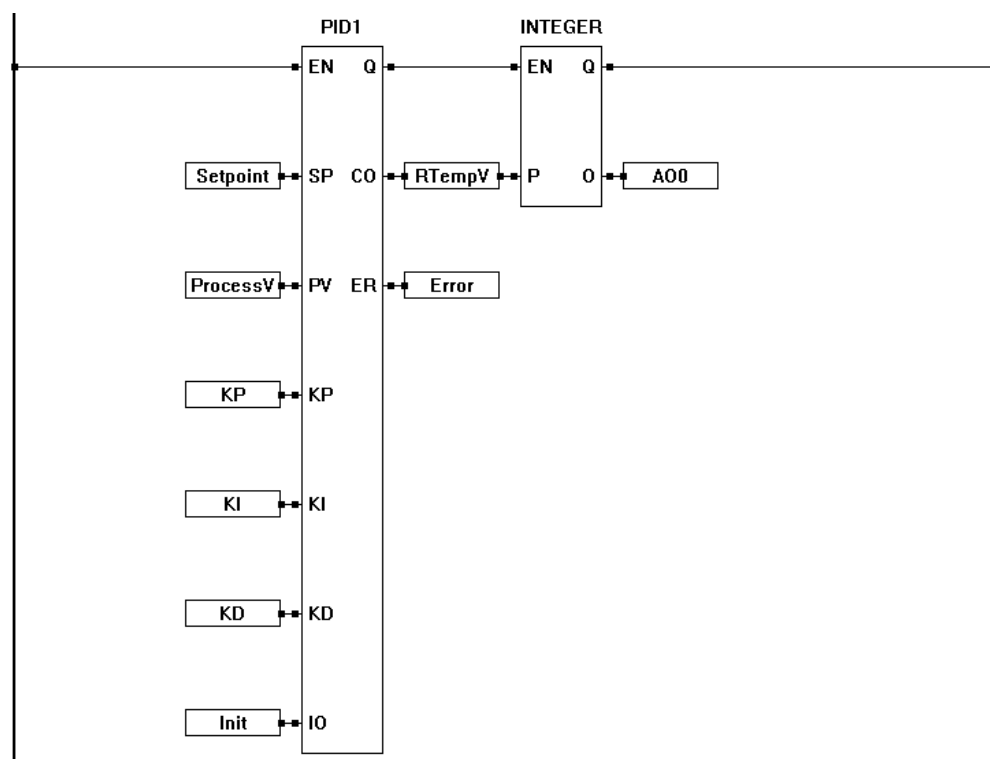 PID1 INTEGER
EN Q EN Q
Setpoint SP CO RTempV P O AO0
ProcessV PV ER Error
KP KP
KI KI
KD KD
Init IO